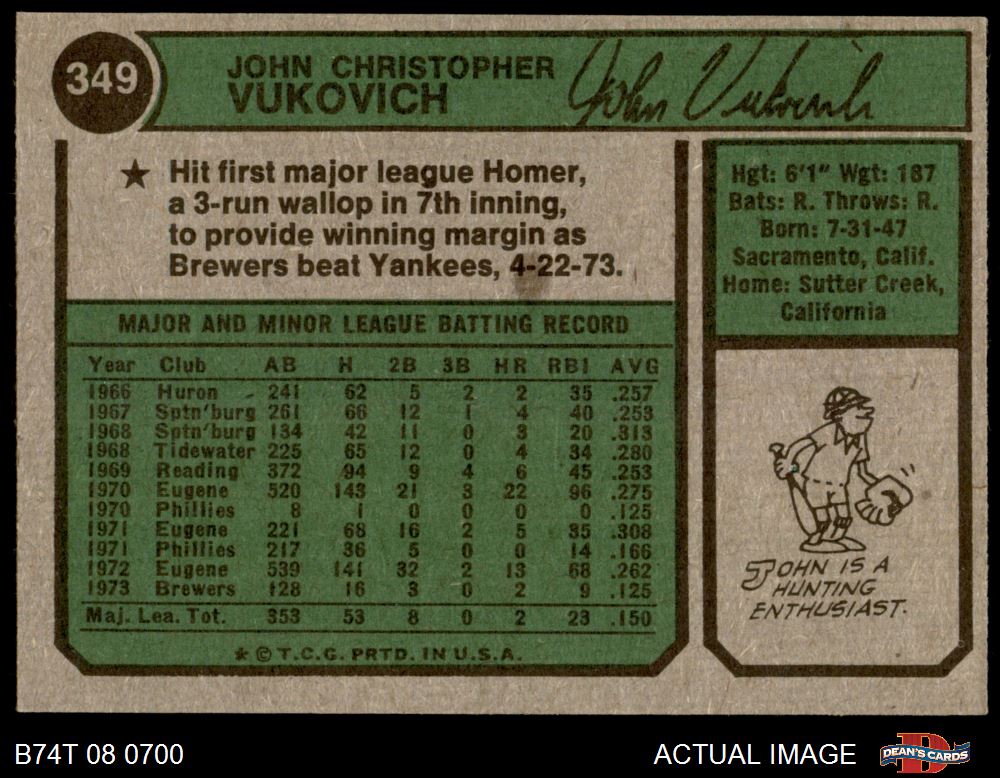 349
JOHN CHRISTOPHER
VUKOVICH
John Vukovich
★ Hit first major league Homer,
a 3-run wallop in 7th inning,
to provide winning margin as
Brewers beat Yankees, 4-22-73.
Hgt: 6'1" Wgt: 187
Bats: R. Throws: R.
Born: 7-31-47
Sacramento, Calif.
Home: Sutter Creek,
California
MAJOR AND MINOR LEAGUE BATTING RECORD
Year Club AB H 2B 3B HR RBI AVG
1966 Huron 241 62 5 2 2 35 .257
1967 Sptn'burg 261 66 12 1 4 40 .253
1968 Sptn'burg 134 42 11 0 3 20 .313
1968 Tidewater 225 65 12 0 4 34 .280
1969 Reading 372 94 9 4 6 45 .253
1970 Eugene 520 143 21 3 22 96 .275
1970 Phillies 8 1 0 0 0 0 .125
1971 Eugene 221 68 16 2 5 35 .308
1971 Phillies 217 36 5 0 0 14 .166
1972 Eugene 539 141 32 2 13 68 .262
1973 Brewers 128 16 3 0 2 9 .125
Maj. Lea. Tot. 353 53 8 0 2 23 .150
* © T.C.G. PRTD. IN U.S.A.
JOHN IS A
HUNTING
ENTHUSIAST.
B74T 08 0700
ACTUAL IMAGE
D
DEAN'S CARDS